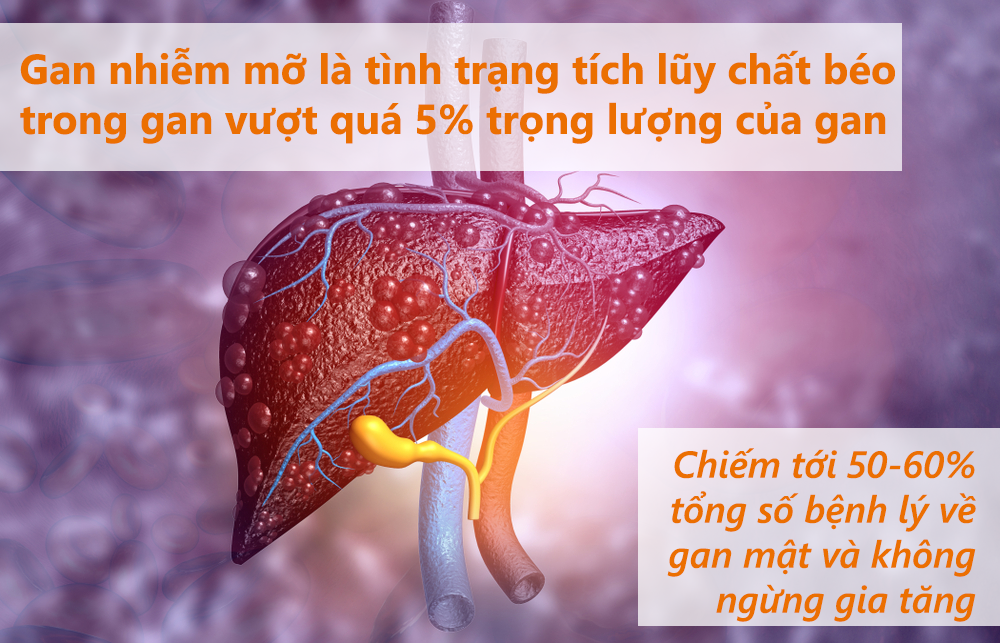 Gan nhiễm mỡ là tình trạng tích lũy chất béo
trong gan vượt quá 5% trọng lượng của gan
Chiếm tới 50-60%
tổng số bệnh lý về
gan mật và không
ngừng gia tăng